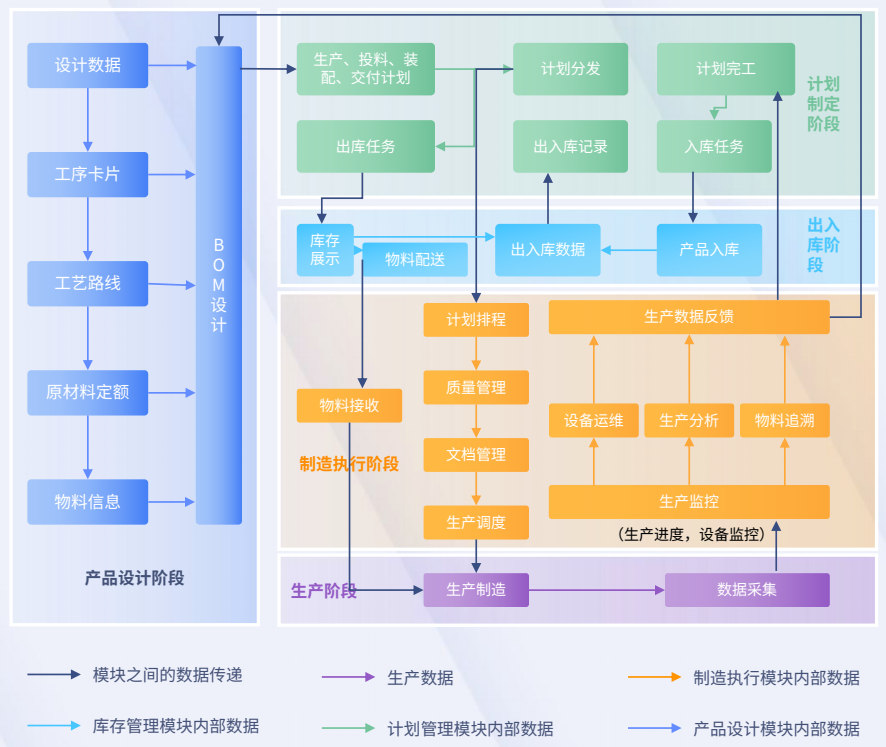 设计数据
工序卡片
工艺路线
原材料定额
物料信息
BOM设计
产品设计阶段
生产、投料、装
配、交付计划
计划分发
计划完工
计划
制定
阶段
出库任务
出入库记录
入库任务
库存
展示
物料配送
出入库数据
产品入库
出入
库阶
段
计划排程
生产数据反馈
质量管理
物料接收
设备运维
生产分析
物料追溯
制造执行阶段
文档管理
生产监控
生产调度
（生产进度，设备监控）
生产阶段
生产制造
数据采集
模块之间的数据传递
生产数据
制造执行模块内部数据
库存管理模块内部数据
计划管理模块内部数据
产品设计模块内部数据